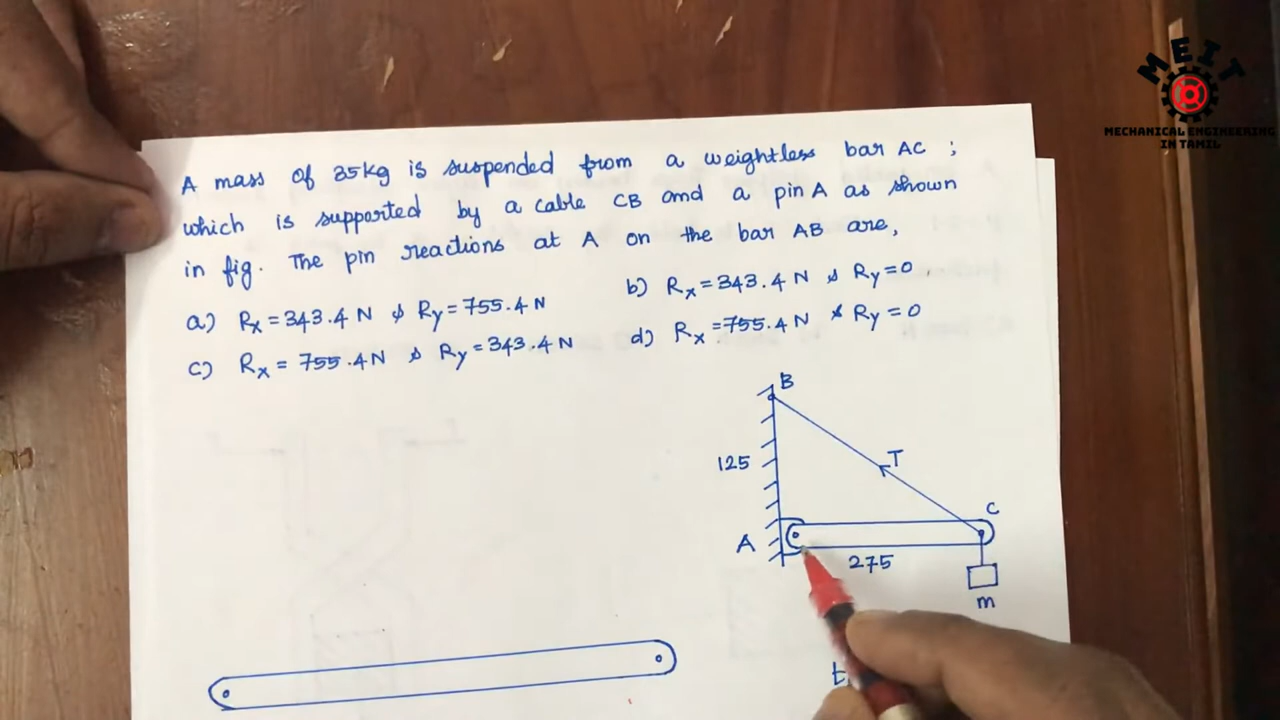 MEIT
MECHANICAL ENGINEERING
IN TAMIL
A mass of 35kg is suspended from a weightless bar AC ;
which is supported by a cable CB and a pin A as shown
in fig. The pin reactions at A on the bar AB are,
a) Rx = 343.4 N & Ry = 755.4 N
b) Rx = 343.4 N & Ry = 0
c) Rx = 755.4 N & Ry = 343.4 N
d) Rx = 755.4 N & Ry = 0
B
125
T
C
A
275
m